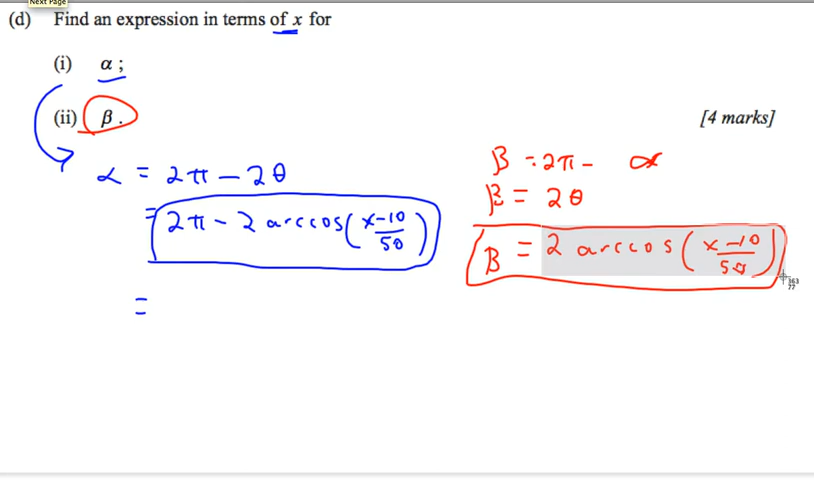 Next Page
(d) Find an expression in terms of x for
(i) α ;
(ii) β .
[4 marks]
α = 2π − 2θ
= 2π − 2 arccos(x−10/50)
=
β = 2π − α
β = 2θ
β = 2 arccos(x−10/50)